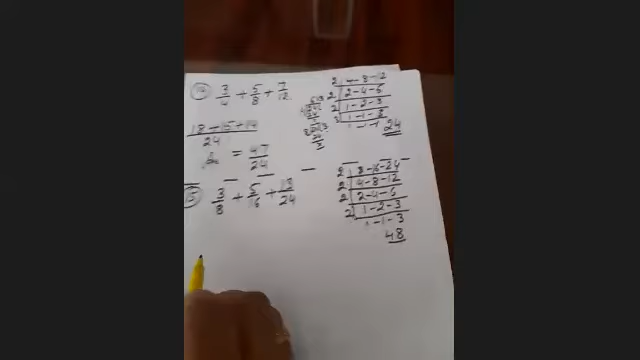 14 3/4 + 5/8 + 7/12
18 + 15 + 14
24
= 47/24
2 | 4 - 8 - 12
2 | 2 - 4 - 6
2 | 1 - 2 - 3
3 | 1 - 1 - 3
1 - 1 - 1
24
15 3/8 + 5/16 + 13/24
2 | 8 - 16 - 24
2 | 4 - 8 - 12
2 | 2 - 4 - 6
2 | 1 - 2 - 3
1 - 1 - 3
48